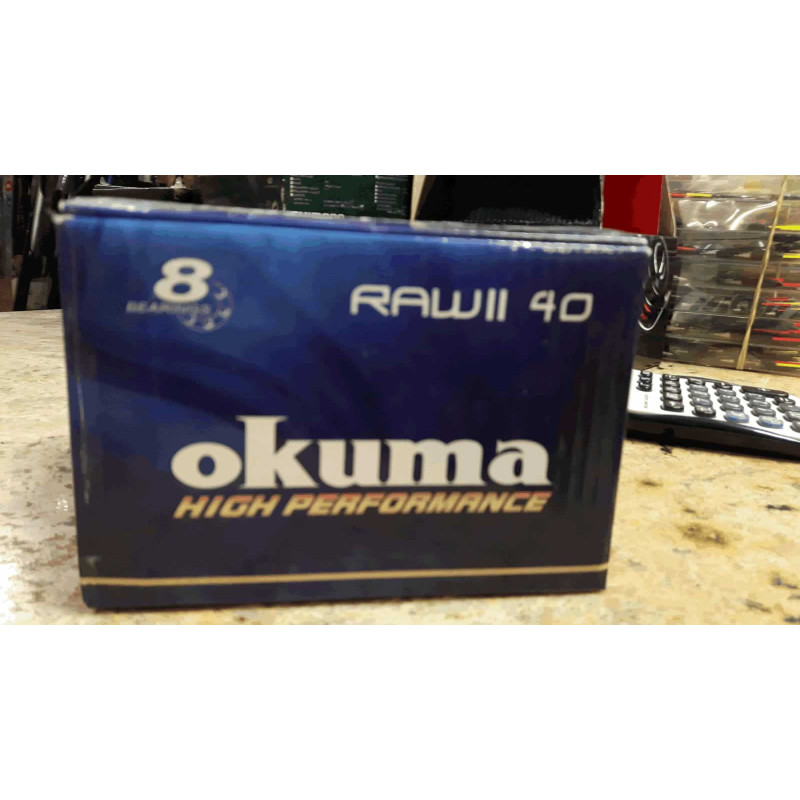 8
BEARINGS
RAWII 40
okuma
HIGH PERFORMANCE